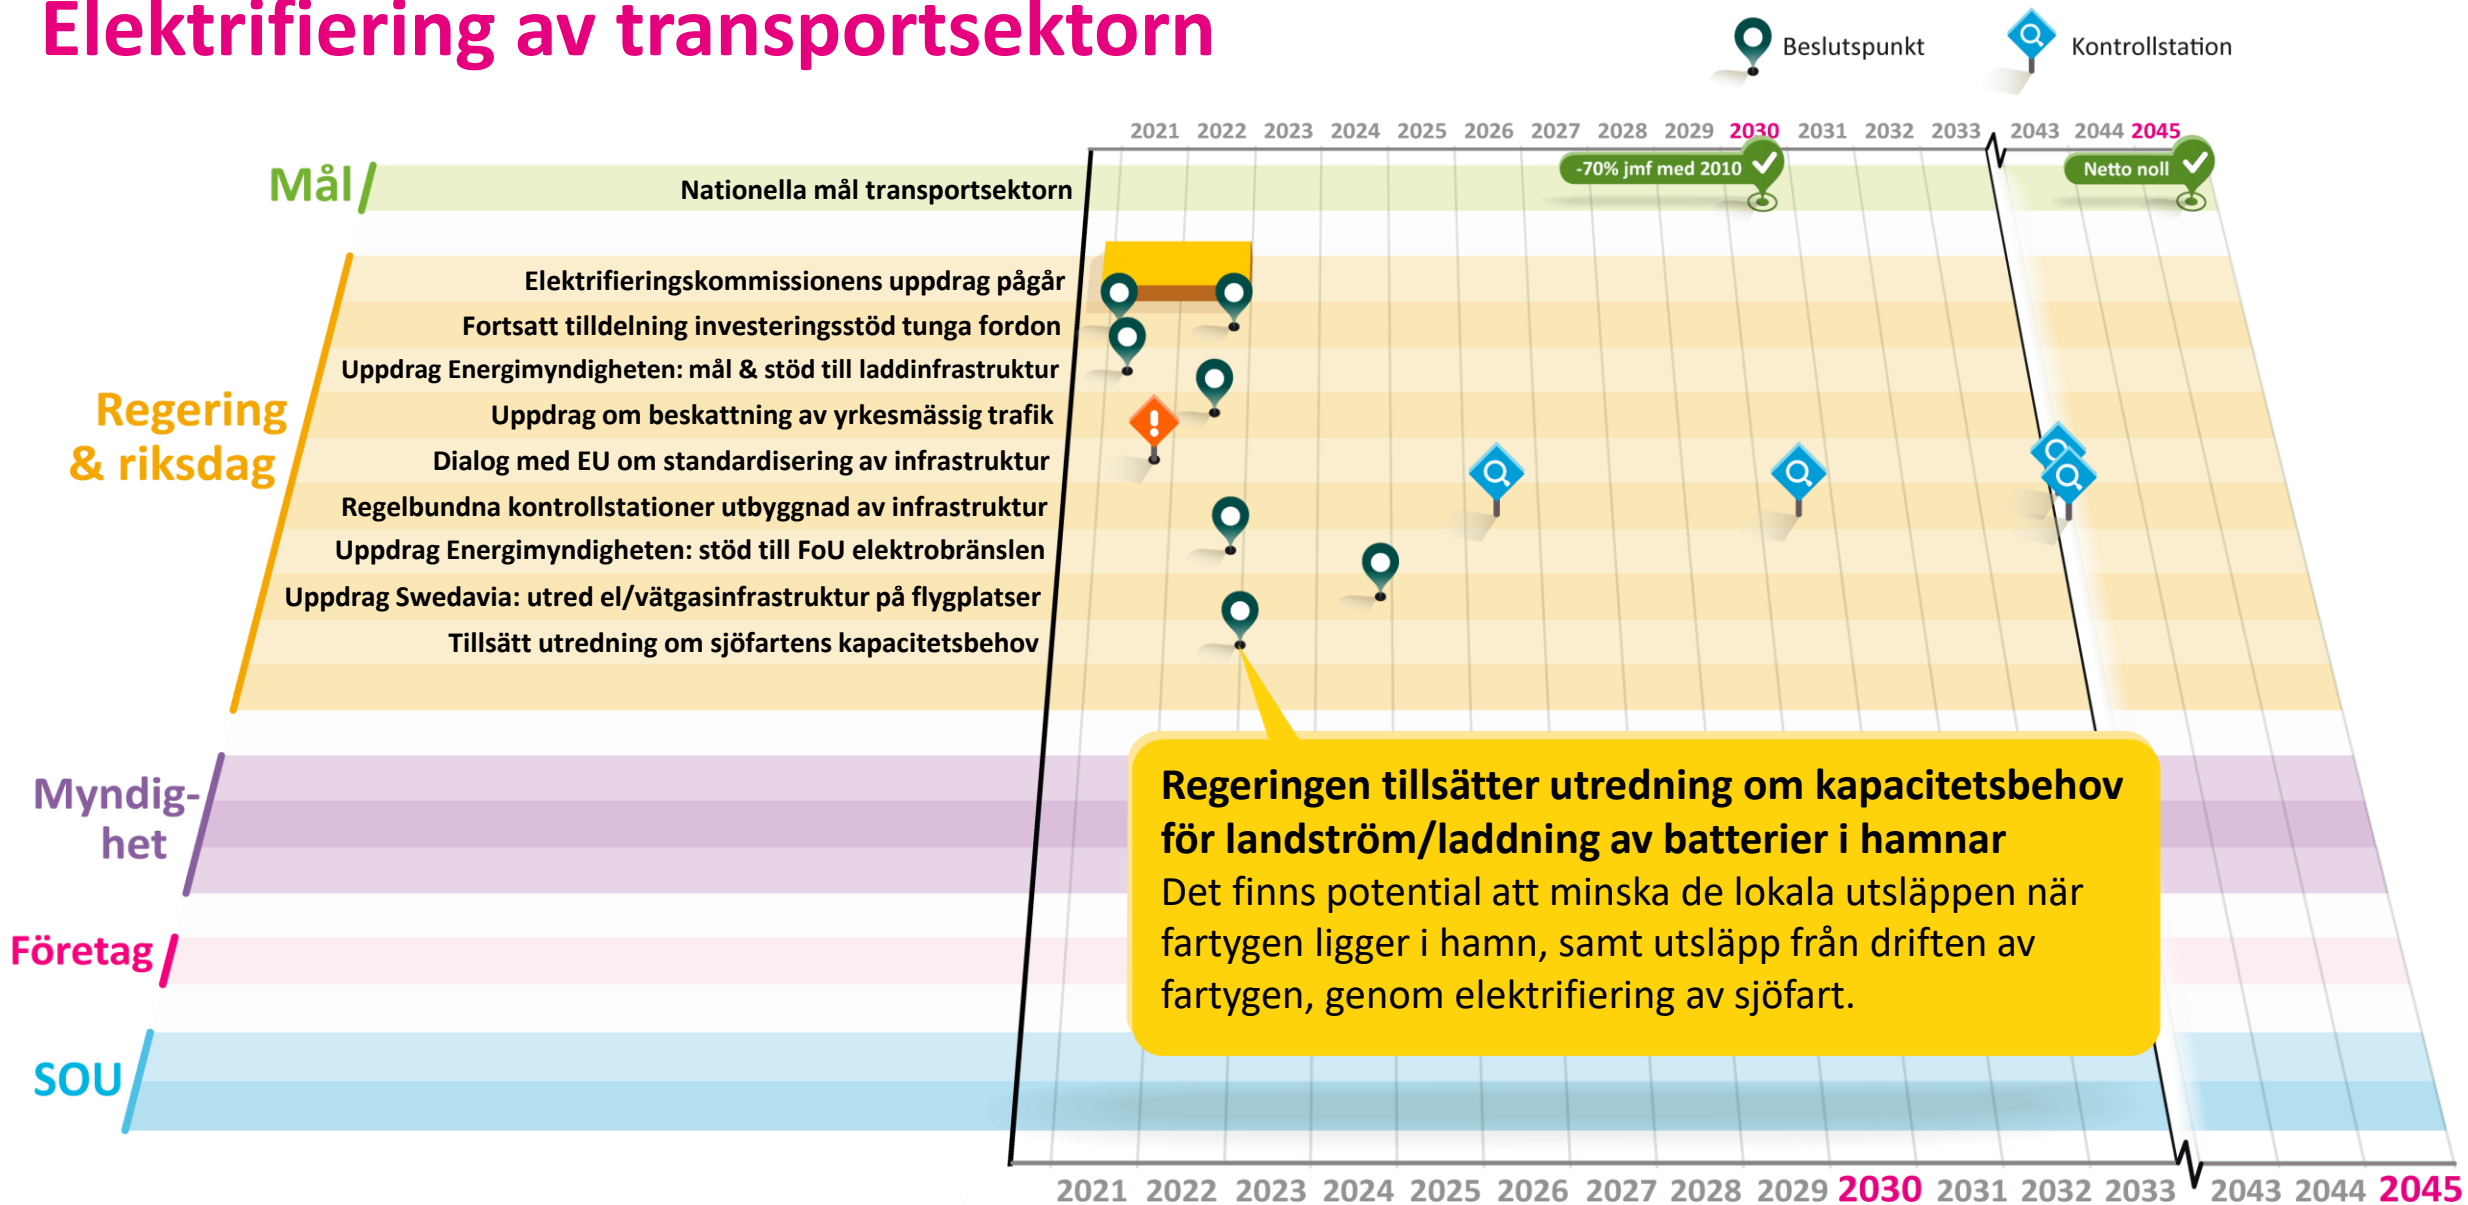 Elektrifiering av transportsektorn
Beslutspunkt
Kontrollstation
2021 2022 2023 2024 2025 2026 2027 2028 2029 2030 2031 2032 2033 2043 2044 2045
Mål
Nationella mål transportsektorn
-70% jmf med 2010
Netto noll
Regering
& riksdag
Elektrifieringskommissionens uppdrag pågår
Fortsatt tilldelning investeringsstöd tunga fordon
Uppdrag Energimyndigheten: mål & stöd till laddinfrastruktur
Uppdrag om beskattning av yrkesmässig trafik
Dialog med EU om standardisering av infrastruktur
Regelbundna kontrollstationer utbyggnad av infrastruktur
Uppdrag Energimyndigheten: stöd till FoU elektrobränslen
Uppdrag Swedavia: utred el/vätgasinfrastruktur på flygplatser
Tillsätt utredning om sjöfartens kapacitetsbehov
Myndig-
het
Regeringen tillsätter utredning om kapacitetsbehov
för landström/laddning av batterier i hamnar
Det finns potential att minska de lokala utsläppen när
fartygen ligger i hamn, samt utsläpp från driften av
fartygen, genom elektrifiering av sjöfart.
Företag
SOU
2021 2022 2023 2024 2025 2026 2027 2028 2029 2030 2031 2032 2033 2043 2044 2045